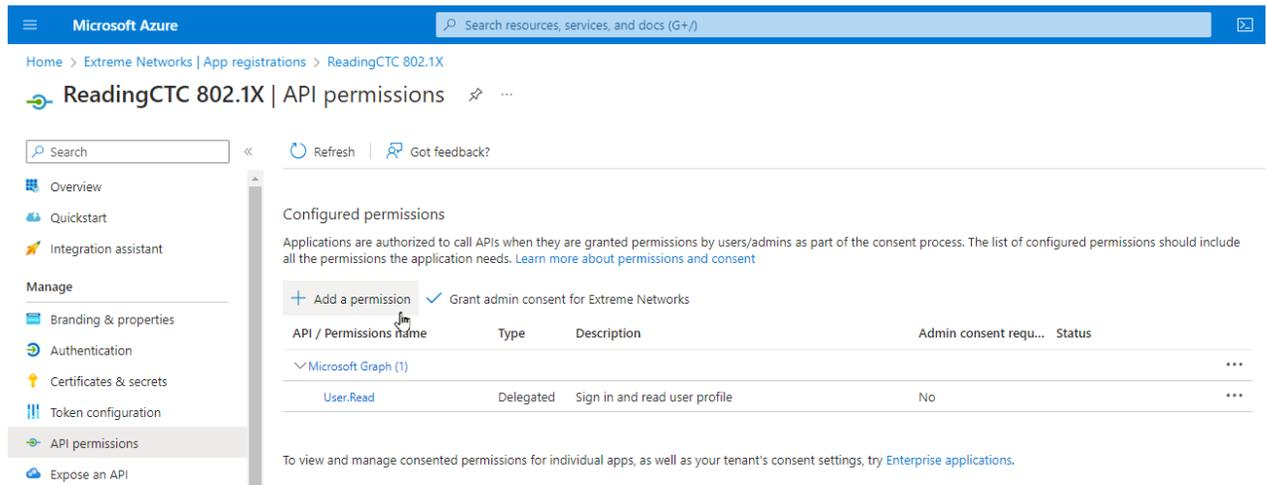 Microsoft Azure
Search resources, services, and docs (G+/)
Home > Extreme Networks | App registrations > ReadingCTC 802.1X
ReadingCTC 802.1X | API permissions
Search
Refresh
Got feedback?
Overview
Quickstart
Integration assistant
Manage
Branding & properties
Authentication
Certificates & secrets
Token configuration
API permissions
Expose an API
Configured permissions
Applications are authorized to call APIs when they are granted permissions by users/admins as part of the consent process. The list of configured permissions should include
all the permissions the application needs. Learn more about permissions and consent
Add a permission
Grant admin consent for Extreme Networks
API / Permissions name Type Description Admin consent requ... Status
Microsoft Graph (1)
User.Read Delegated Sign in and read user profile No
To view and manage consented permissions for individual apps, as well as your tenant's consent settings, try Enterprise applications.